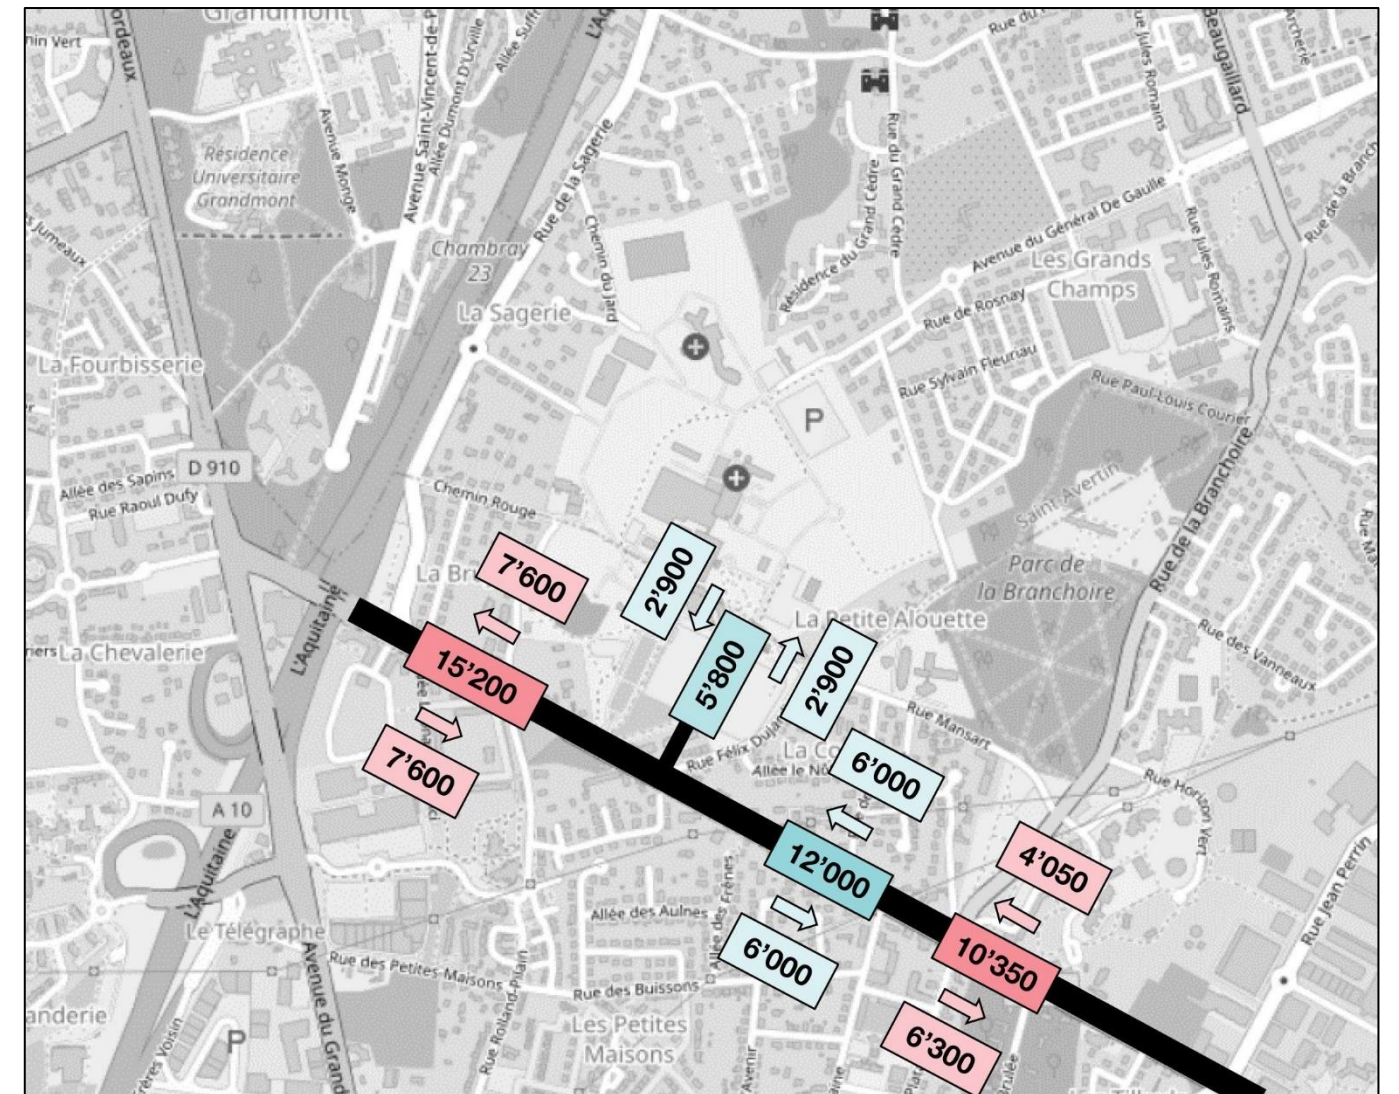 Grandmont
Bordeaux
Avenue Monge
Allée Dumont D'Urville
Rue de la Sagerie
Résidence
Universitaire
Grandmont
Chambray
23
Chemin du Jard
La Sagerie
Rue du Grand Cèdre
Résidence du Grand Cèdre
Rue Jules Romains
Beaugaillard
Archerie
Avenue du Général De Gaulle
Les Grands
Champs
Rue Jules Romains
Rue de Rosnay
Rue Sylvain Fleuriau
Rue Paul-Louis Courier
La Fourbisserie
P
D 910
Allée des Sapins
Rue Raoul Dufy
Chemin Rouge
Saint-Avertin
Rue de la Branchoire
Parc de
la Branchoire
7'600
2'900
La Petite Alouette
L'Aquitaine
La Chevalerie
15'200
5'800
2'900
Rue des Vanneaux
Rue Mansart
7'600
Rue Félix Dujardin
6'000
Rue Horizon Vert
A 10
L'Aquitaine
12'000
4'050
Rue Jean Perrin
Allée des Frênes
Allée des Aulnes
Le Télégraphe
Rue des Petites-Maisons
6'000
10'350
Rue Rolland-Pilain
Rue des Buissons
Les Petites
Maisons
P
6'300
Avenue du Grand